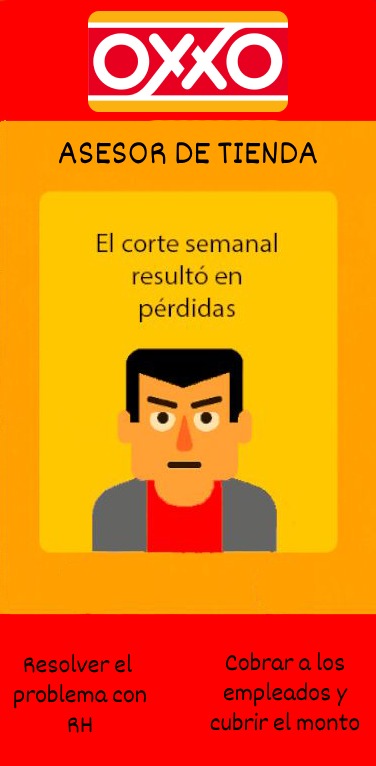 OXXO
ASESOR DE TIENDA
El corte semanal
resultó en
pérdidas
Resolver el
problema con
RH
Cobrar a los
empleados y
cubrir el monto